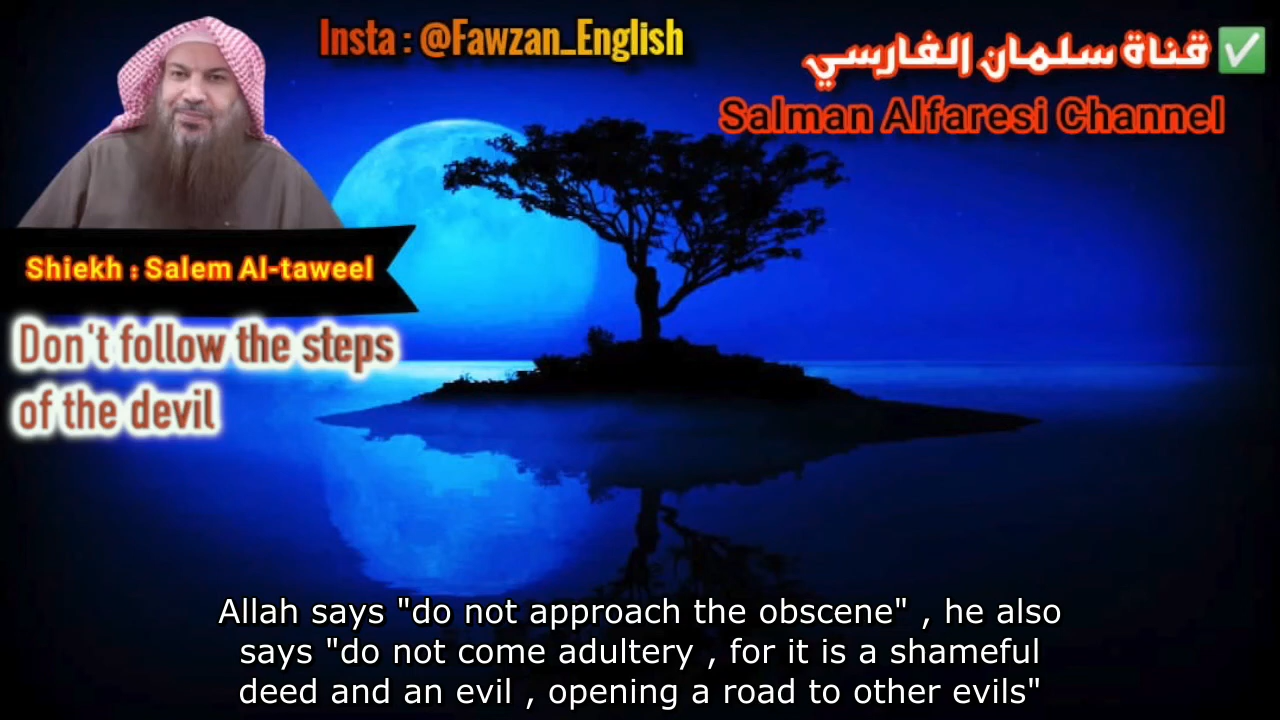 Insta : @Fawzan_English
قناة سلمان الفارسي
Salman Alfaresi Channel
Shiekh : Salem Al-taweel
Don't follow the steps
of the devil
Allah says "do not approach the obscene" , he also
says "do not come adultery , for it is a shameful
deed and an evil , opening a road to other evils"